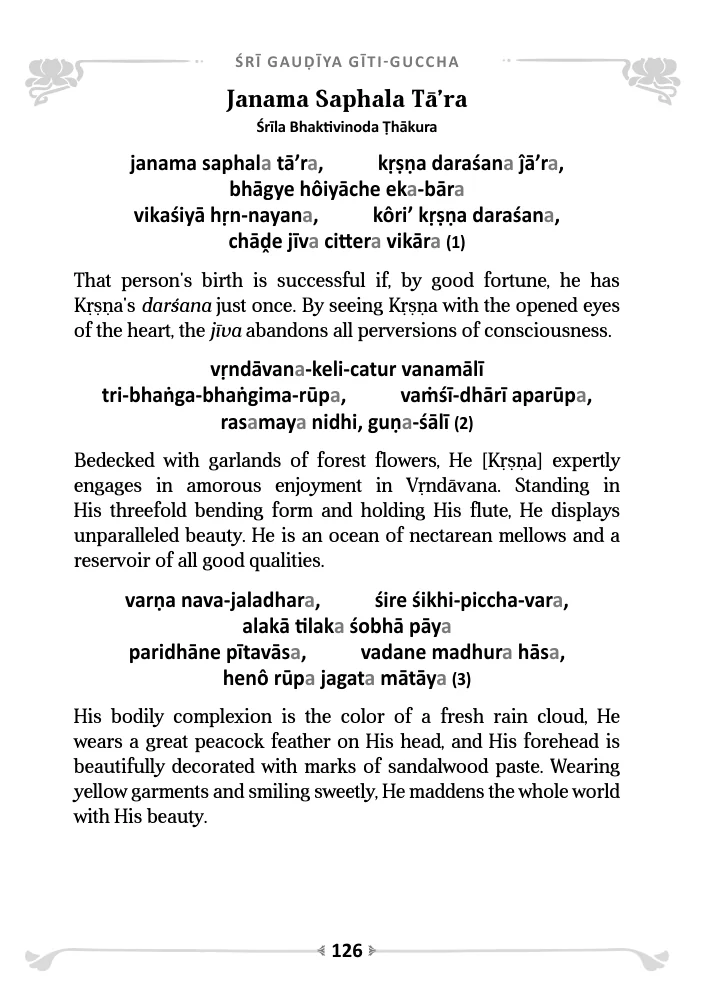 ŚRĪ GAUḌĪYA GĪTI-GUCCHA
Janama Saphala Tā’ra
Śrīla Bhaktivinoda Ṭhākura
janama saphala tā’ra, kṛṣṇa daraśana ĵā’ra,
bhāgye hôiyāche eka-bāra
vikaśiyā hṛn-nayana, kôri’ kṛṣṇa daraśana,
chāḓe jīva cittera vikāra (1)
That person's birth is successful if, by good fortune, he has
Kṛṣṇa's darśana just once. By seeing Kṛṣṇa with the opened eyes
of the heart, the jīva abandons all perversions of consciousness.
vṛndāvana-keli-catur vanamālī
tri-bhaṅga-bhaṅgima-rūpa, vaṁśī-dhārī aparūpa,
rasamaya nidhi, guṇa-śālī (2)
Bedecked with garlands of forest flowers, He [Kṛṣṇa] expertly
engages in amorous enjoyment in Vṛndāvana. Standing in
His threefold bending form and holding His flute, He displays
unparalleled beauty. He is an ocean of nectarean mellows and a
reservoir of all good qualities.
varṇa nava-jaladhara, śire śikhi-piccha-vara,
alakā tilaka śobhā pāya
paridhāne pītavāsa, vadane madhura hāsa,
henô rūpa jagata mātāya (3)
His bodily complexion is the color of a fresh rain cloud, He
wears a great peacock feather on His head, and His forehead is
beautifully decorated with marks of sandalwood paste. Wearing
yellow garments and smiling sweetly, He maddens the whole world
with His beauty.
126